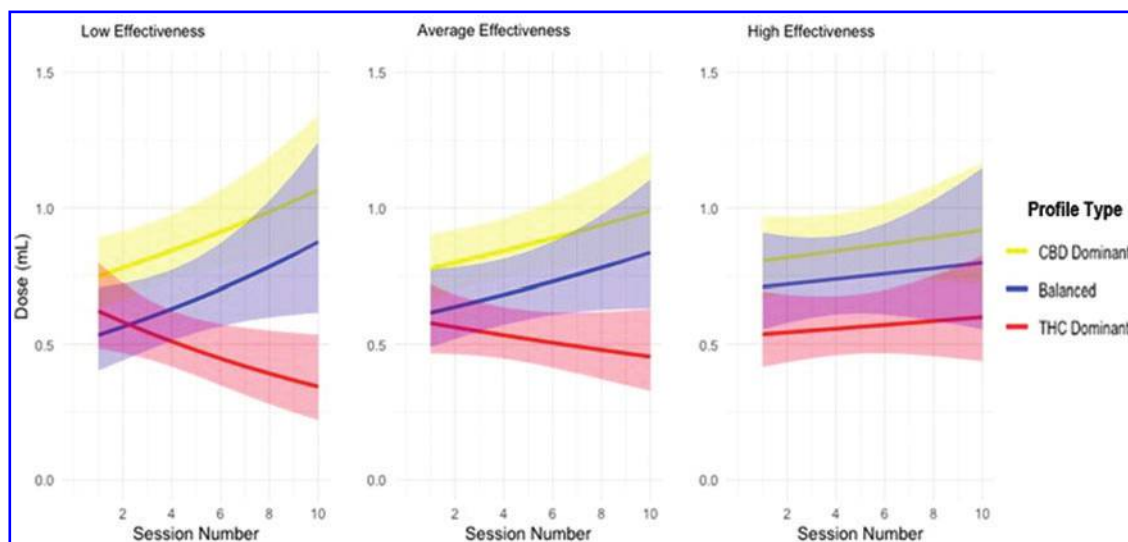 Low Effectiveness
Average Effectiveness
High Effectiveness
1.5
1.0
0.5
0.0
2 4 6 8 10
Session Number
Dose (mL)
1.5
1.0
0.5
0.0
2 4 6 8 10
Session Number
1.5
1.0
0.5
0.0
2 4 6 8 10
Session Number
Profile Type
CBD Dominant
Balanced
THC Dominant